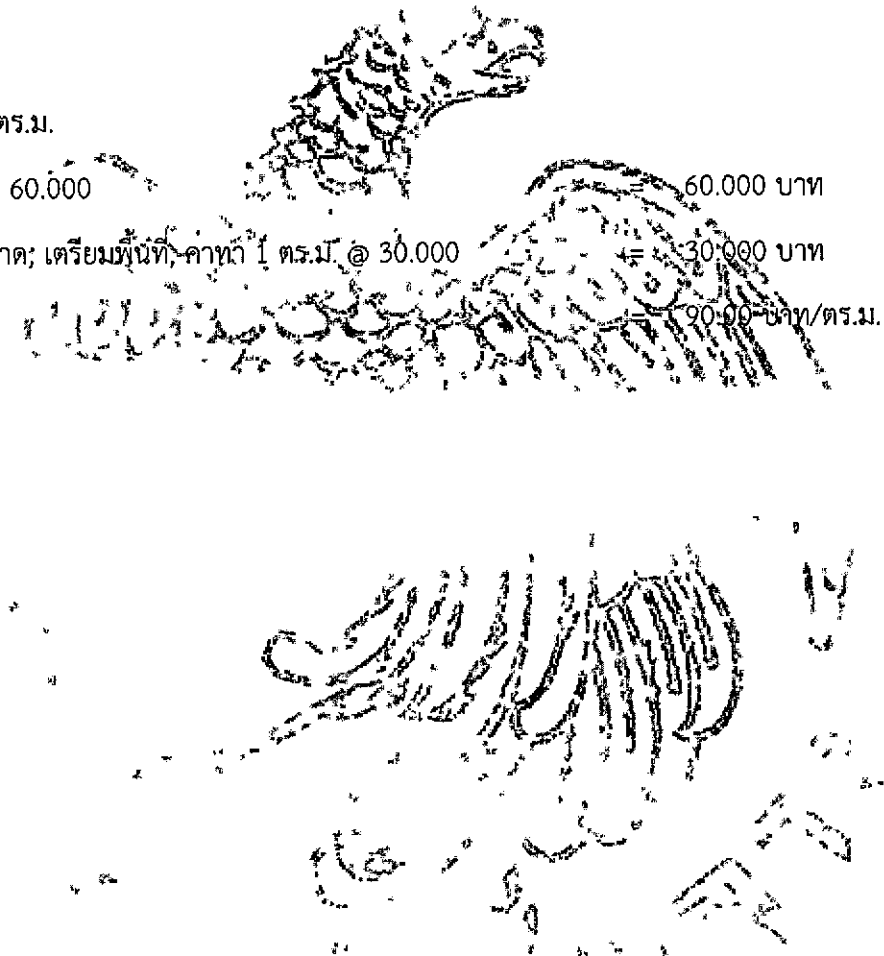 ตร.ม.
60.000 = 60.000 บาท
าด; เตรียมพื้นที่, ค่าทา 1 ตร.ม. @ 30.000 = 30.000 บาท
= 90.00 บาท/ตร.ม.